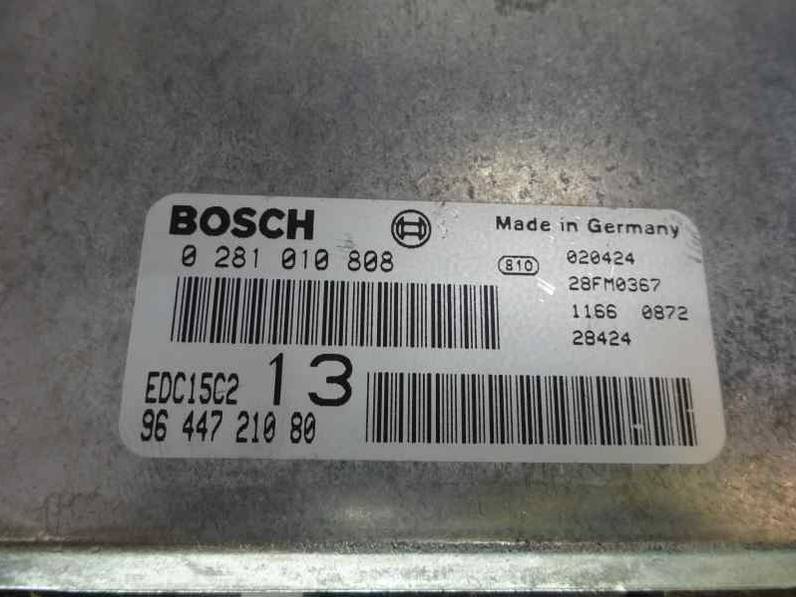 BOSCH
Made in Germany
0 281 010 808
810
020424
28FM0367
1166 0872
28424
EDC15C2 13
96 447 210 80